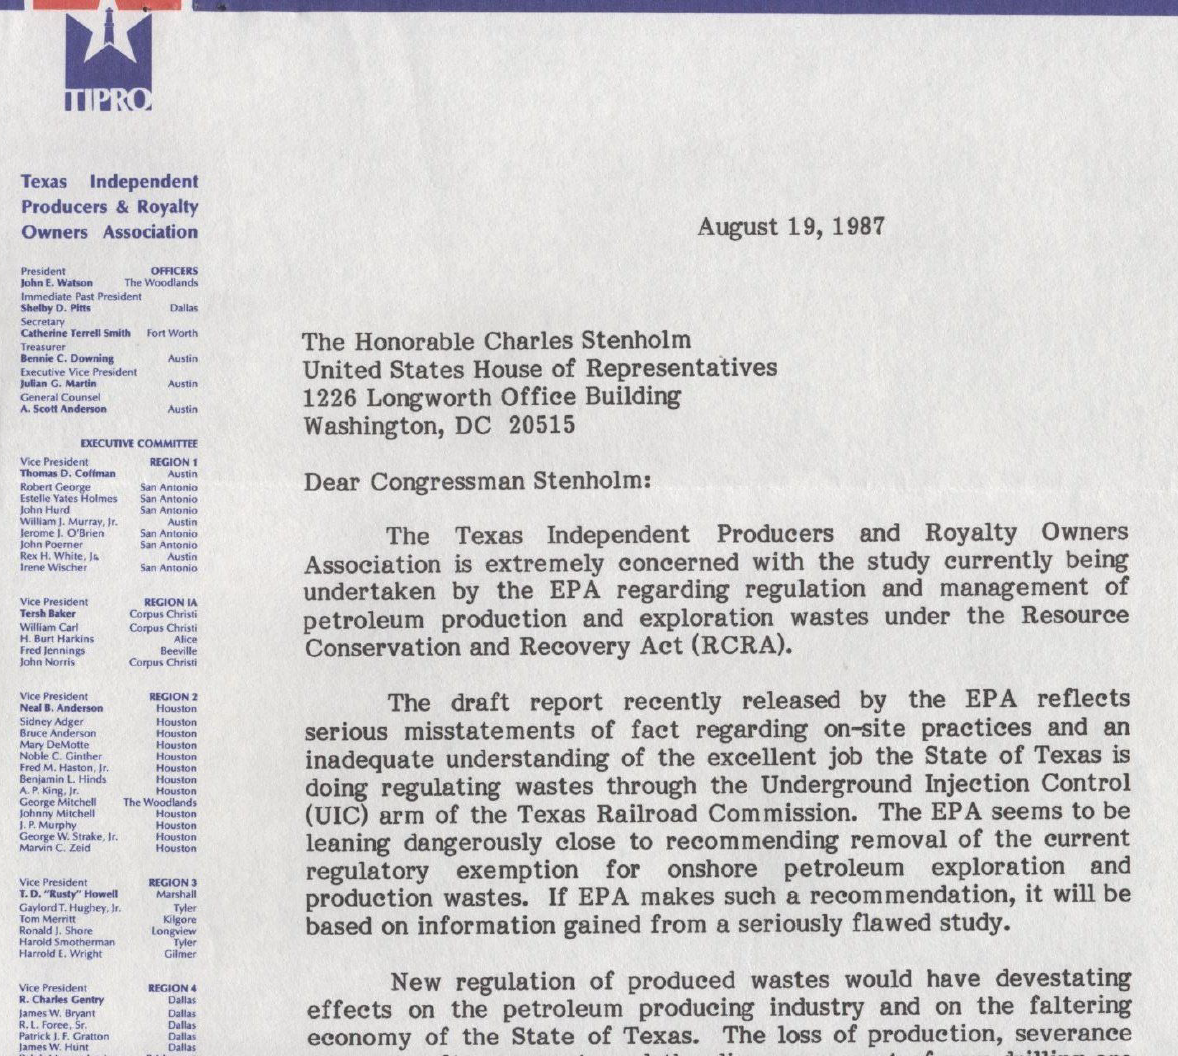 TIPRO
Texas Independent
Producers & Royalty
Owners Association
President OFFICERS
John E. Watson The Woodlands
Immediate Past President
Shelby D. Pitts Dallas
Secretary
Catherine Terrell Smith Fort Worth
Treasurer
Bennie C. Downing Austin
Executive Vice President
Julian G. Martin Austin
General Counsel
A. Scott Anderson Austin
EXECUTIVE COMMITTEE
Vice President REGION 1
Thomas D. Coffman Austin
Robert George San Antonio
Estelle Yates Holmes San Antonio
John Hurd San Antonio
William J. Murray, Jr. Austin
Jerome J. O'Brien San Antonio
John Poerner San Antonio
Rex H. White, Jr. Austin
Irene Wischer San Antonio
Vice President REGION IA
Tersh Baker Corpus Christi
William Carl Corpus Christi
H. Burt Harkins Alice
Fred Jennings Beeville
John Norris Corpus Christi
Vice President REGION 2
Neal B. Anderson Houston
Sidney Adger Houston
Bruce Anderson Houston
Mary DeMotte Houston
Noble C. Ginther Houston
Fred M. Haston, Jr. Houston
Benjamin L. Hinds Houston
A. P. King, Jr. Houston
George Mitchell The Woodlands
Johnny Mitchell Houston
J. P. Murphy Houston
George W. Strake, Jr. Houston
Marvin C. Zeid Houston
Vice President REGION 3
T. D. "Rusty" Howell Marshall
Gaylord T. Hughey, Jr. Tyler
Tom Merritt Kilgore
Ronald J. Shore Longview
Harold Smotherman Tyler
Harrold E. Wright Gilmer
Vice President REGION 4
R. Charles Gentry Dallas
James W. Bryant Dallas
R. L. Foree, Sr. Dallas
Patrick J. F. Gratton Dallas
James W. Hunt Dallas
August 19, 1987
The Honorable Charles Stenholm
United States House of Representatives
1226 Longworth Office Building
Washington, DC 20515
Dear Congressman Stenholm:
The Texas Independent Producers and Royalty Owners
Association is extremely concerned with the study currently being
undertaken by the EPA regarding regulation and management of
petroleum production and exploration wastes under the Resource
Conservation and Recovery Act (RCRA).
The draft report recently released by the EPA reflects
serious misstatements of fact regarding on-site practices and an
inadequate understanding of the excellent job the State of Texas is
doing regulating wastes through the Underground Injection Control
(UIC) arm of the Texas Railroad Commission. The EPA seems to be
leaning dangerously close to recommending removal of the current
regulatory exemption for onshore petroleum exploration and
production wastes. If EPA makes such a recommendation, it will be
based on information gained from a seriously flawed study.
New regulation of produced wastes would have devestating
effects on the petroleum producing industry and on the faltering
economy of the State of Texas. The loss of production, severance